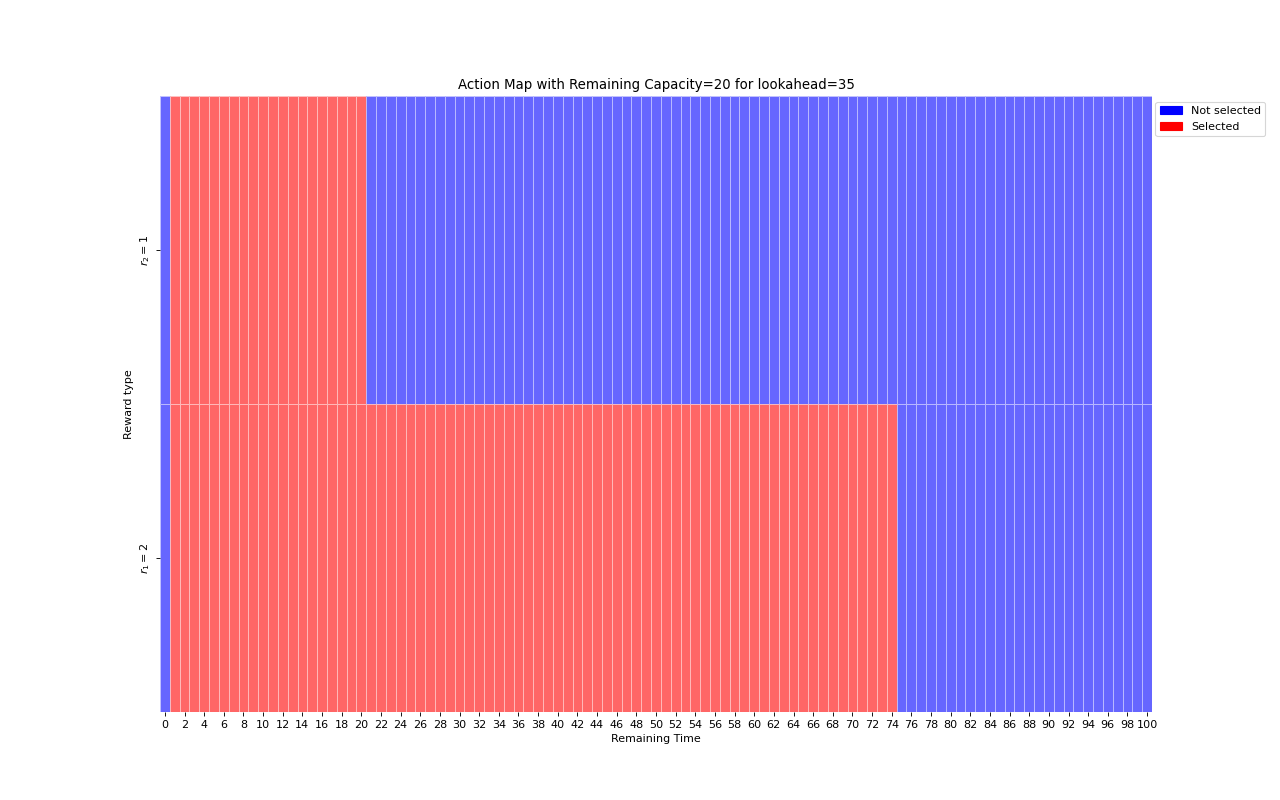 Action Map with Remaining Capacity=20 for lookahead=35
Not selected
Selected
r₂ = 1
Reward type
r₁ = 2
0 2 4 6 8 10 12 14 16 18 20 22 24 26 28 30 32 34 36 38 40 42 44 46 48 50 52 54 56 58 60 62 64 66 68 70 72 74 76 78 80 82 84 86 88 90 92 94 96 98 100
Remaining Time